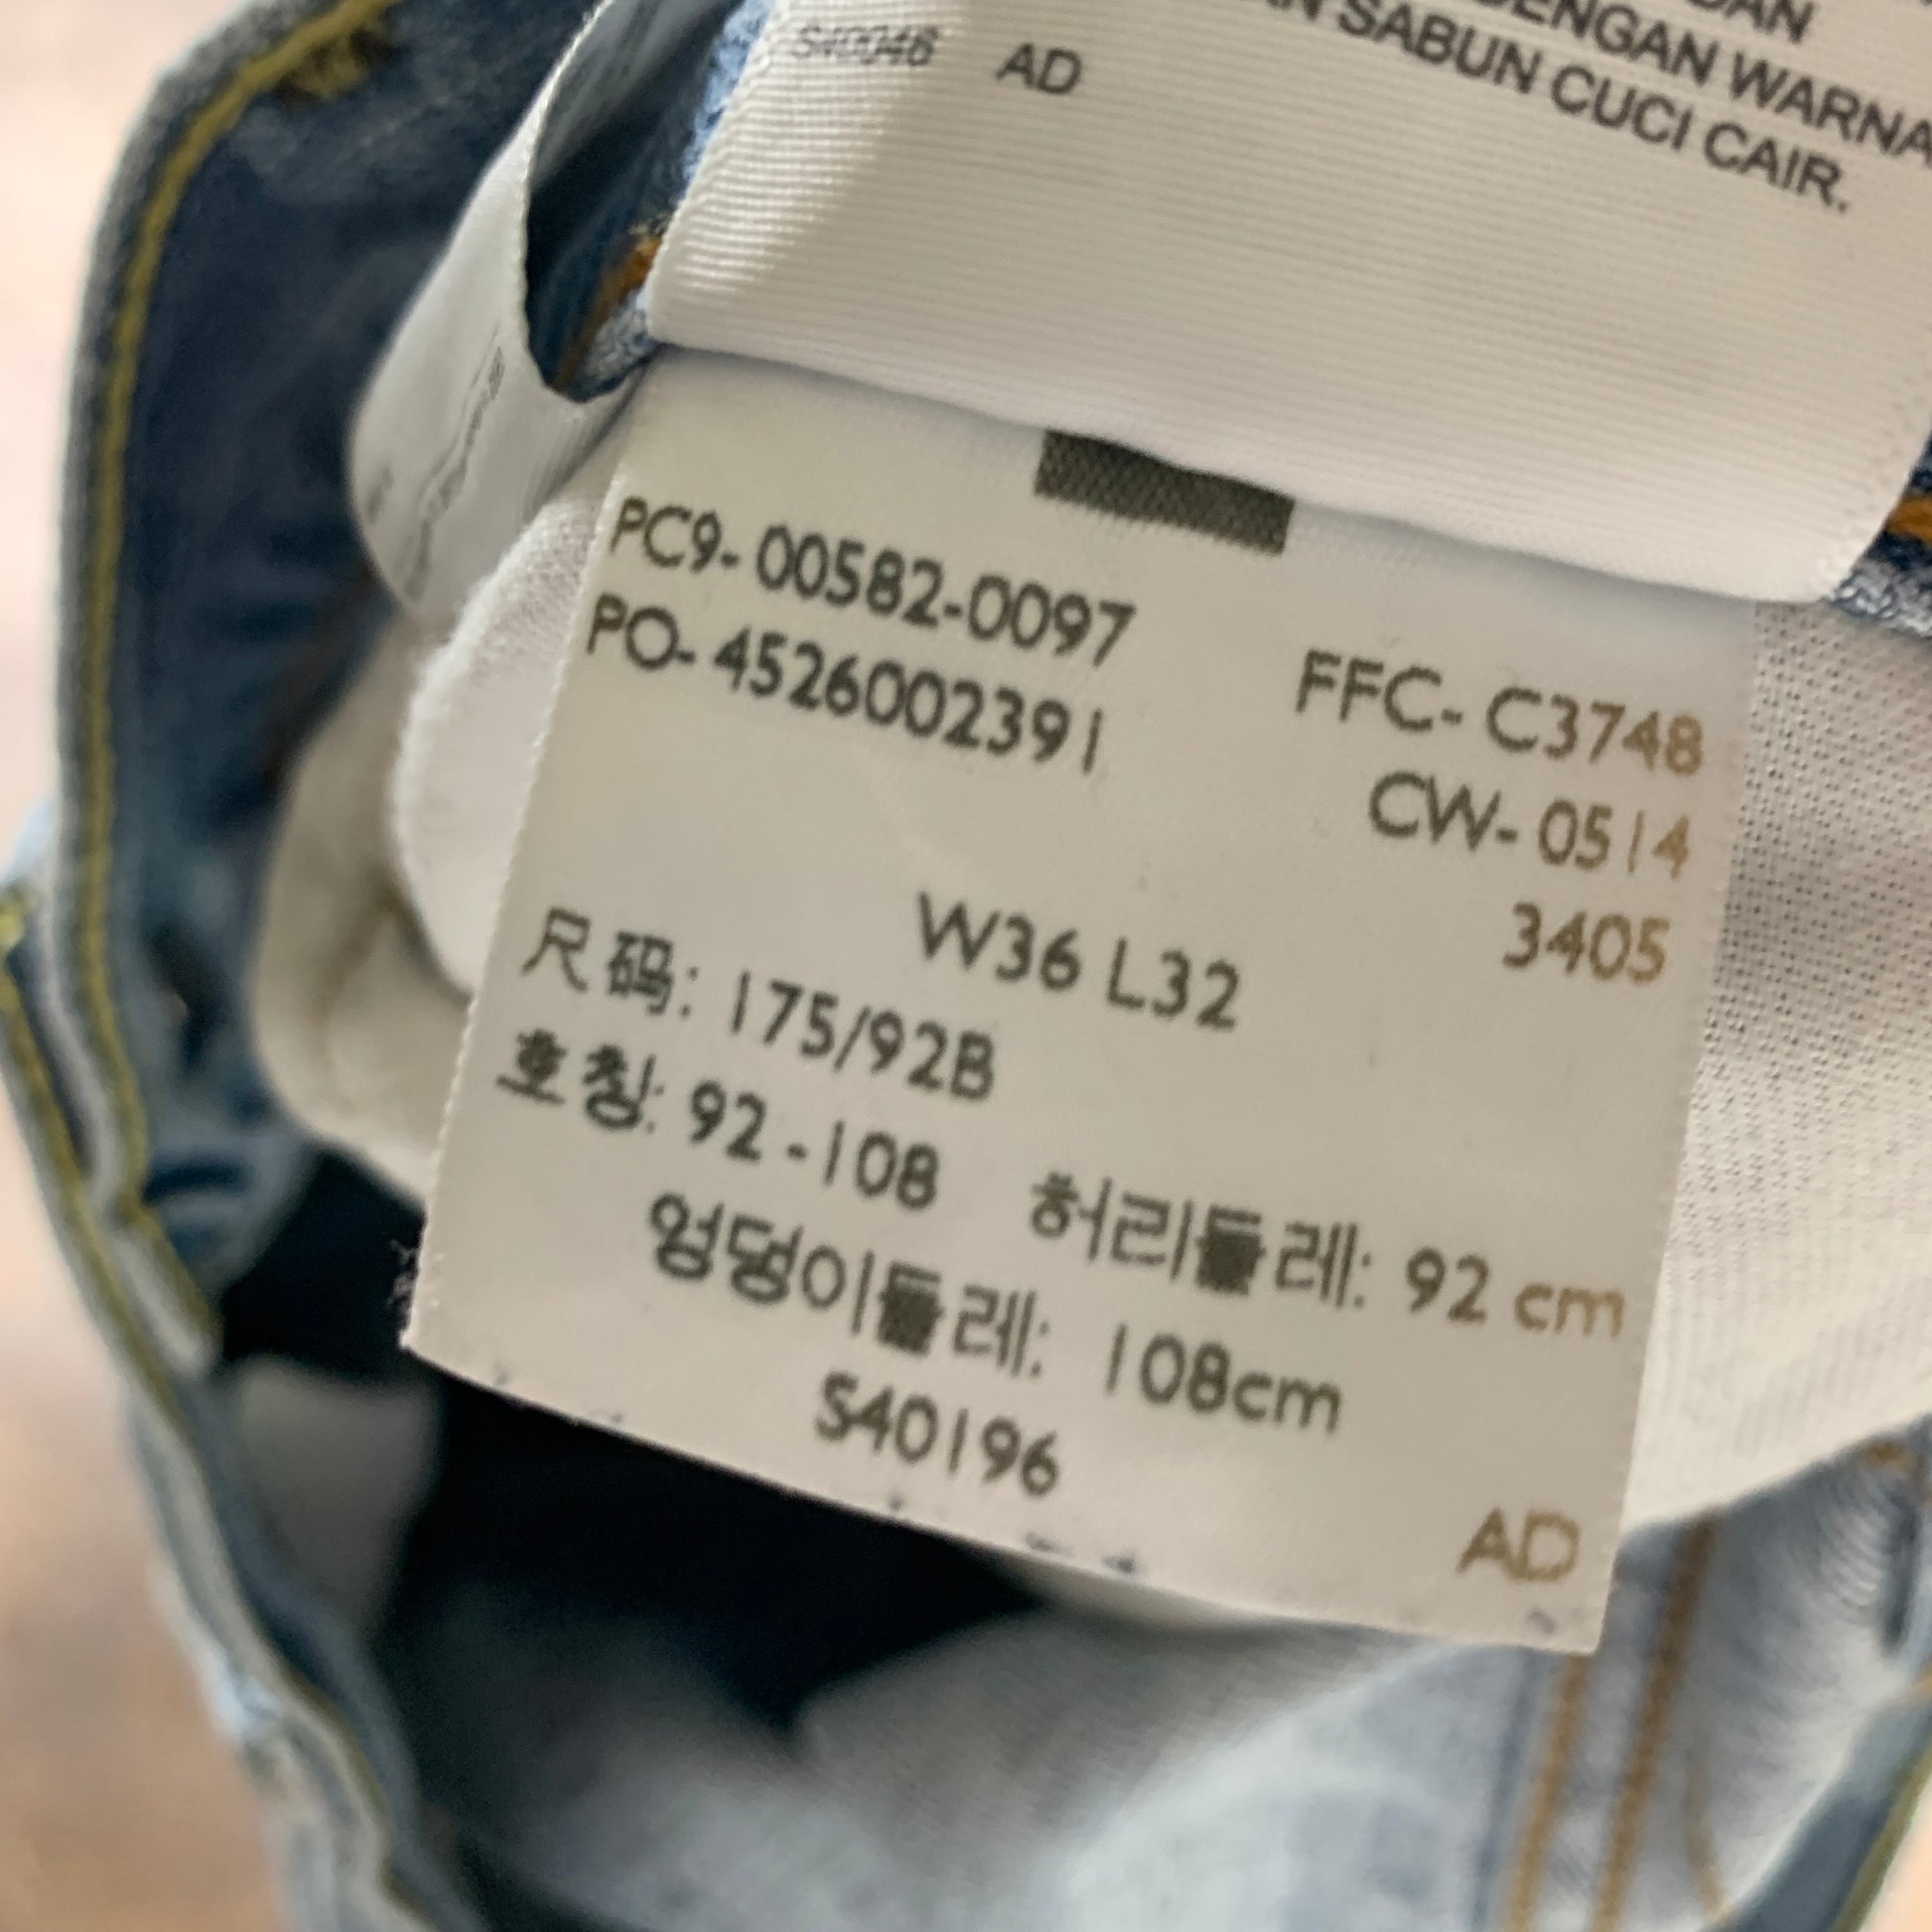 DAN
DENGAN WARNA
SABUN CUCI CAIR.
S40046 AD
PC9- 00582-0097
PO- 4526002391
FFC- C3748
CW- 0514
3405
W36 L32
尺码: 175/92B
호칭: 92 -108 허리둘레: 92 cm
엉덩이둘레: 108cm
S40196
AD